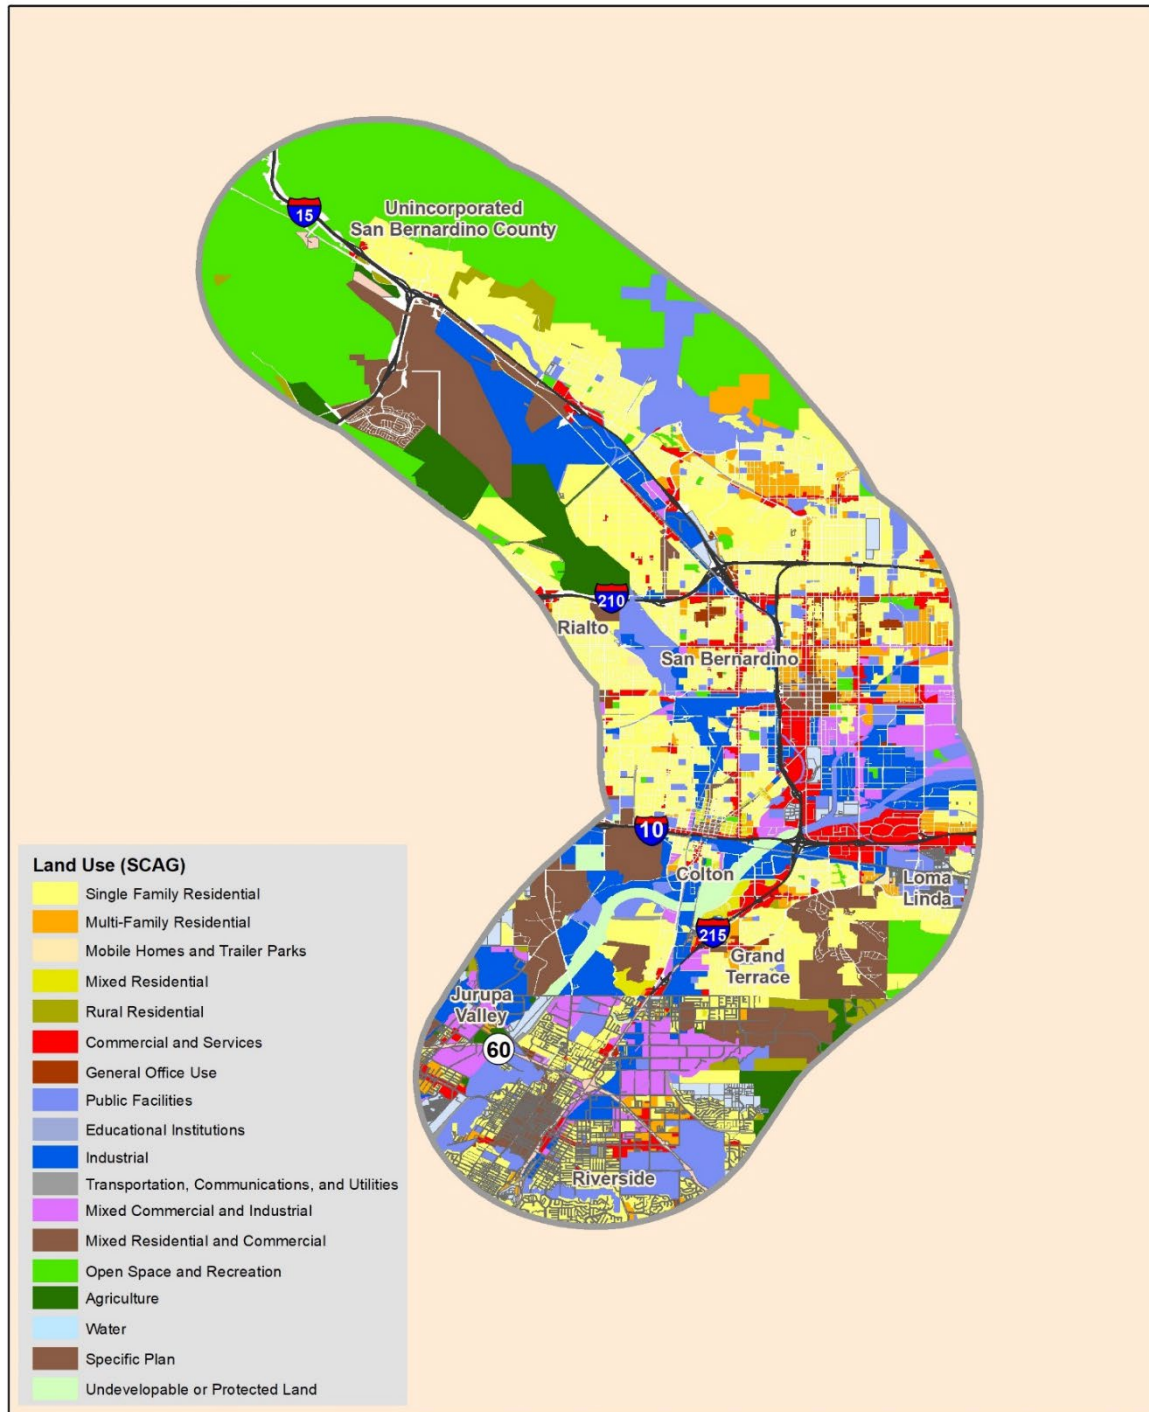 Unincorporated
San Bernardino County
15
210
Rialto
San Bernardino
10
Colton
Loma
Linda
215
Grand
Terrace
Jurupa
Valley
60
Riverside
Land Use (SCAG)
Single Family Residential
Multi-Family Residential
Mobile Homes and Trailer Parks
Mixed Residential
Rural Residential
Commercial and Services
General Office Use
Public Facilities
Educational Institutions
Industrial
Transportation, Communications, and Utilities
Mixed Commercial and Industrial
Mixed Residential and Commercial
Open Space and Recreation
Agriculture
Water
Specific Plan
Undevelopable or Protected Land